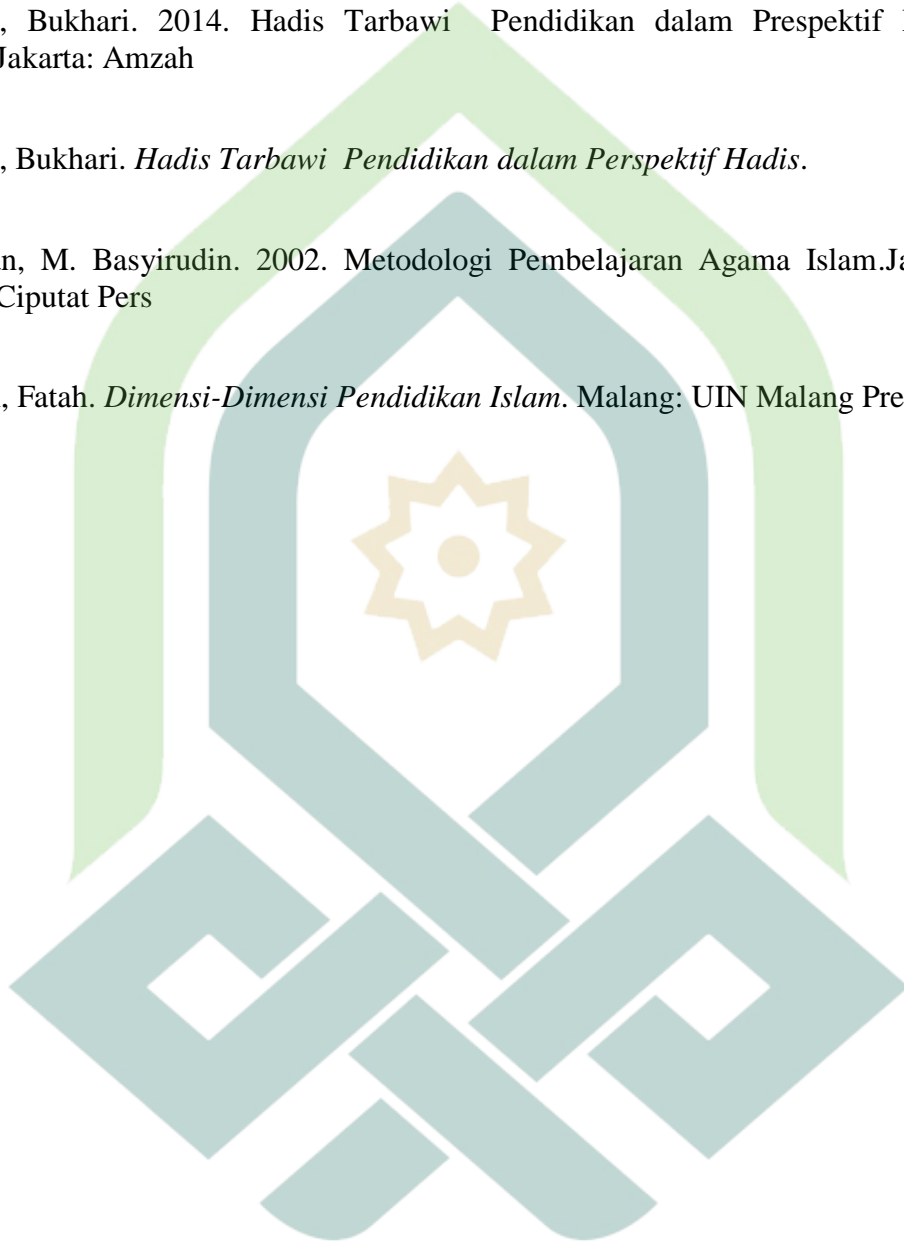 , Bukhari. 2014. Hadis Tarbawi Pendidikan dalam Prespektif
Jakarta: Amzah
, Bukhari. Hadis Tarbawi Pendidikan dalam Perspektif Hadis.
n, M. Basyirudin. 2002. Metodologi Pembelajaran Agama Islam.Ja
Ciputat Pers
, Fatah. Dimensi-Dimensi Pendidikan Islam. Malang: UIN Malang Pre